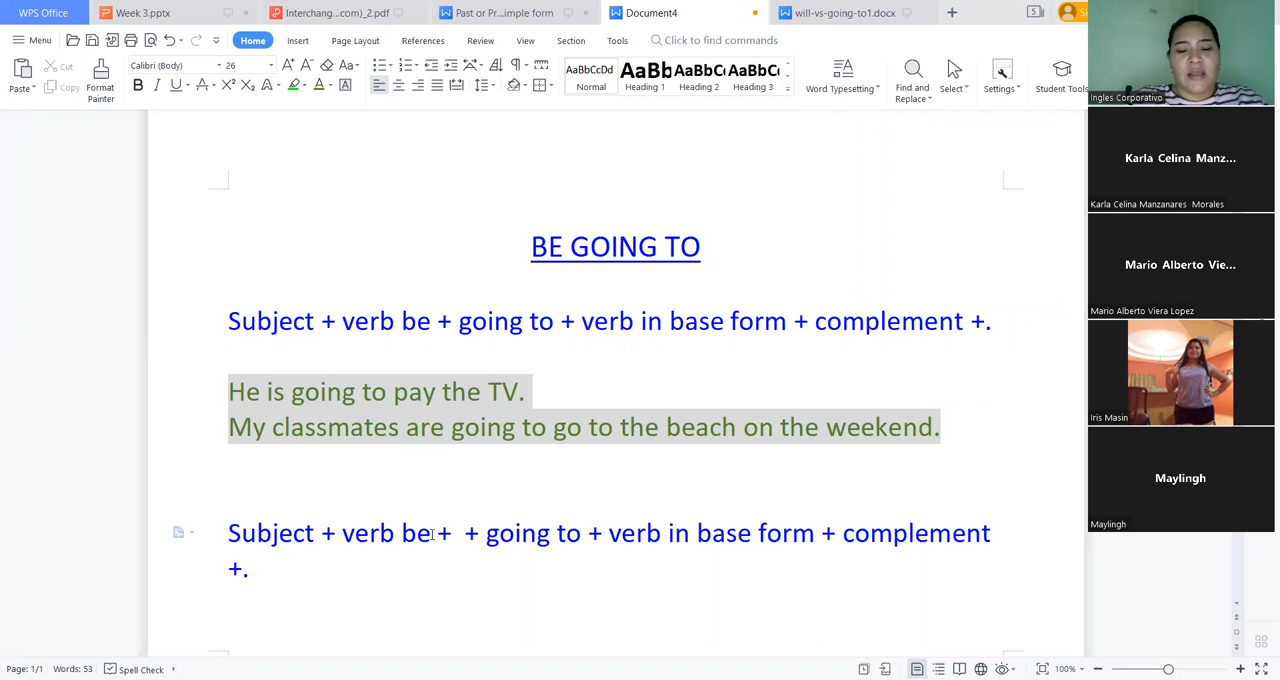 WPS Office
Week 3.pptx
Interchang...com)_2.pdf
Past or Pr...imple form
Document4
will-vs-going-to1.docx
5
Menu
Home
Insert
Page Layout
References
Review
View
Section
Tools
Click to find commands
Paste
Cut
Copy
Format
Painter
Calibri (Body)
26
AaBbCcDd
Normal
AaBb
Heading 1
AaBbCc
Heading 2
AaBbCc
Heading 3
Word Typesetting
Find and
Replace
Select
Settings
Student Tools
Ingles Corporativo
Karla Celina Manz...
Karla Celina Manzanares Morales
Mario Alberto Vie...
Mario Alberto Viera Lopez
Iris Masin
Maylingh
Maylingh
BE GOING TO
Subject + verb be + going to + verb in base form + complement +.
He is going to pay the TV.
My classmates are going to go to the beach on the weekend.
Subject + verb be + + going to + verb in base form + complement
+.
Page: 1/1
Words: 53
Spell Check
100%